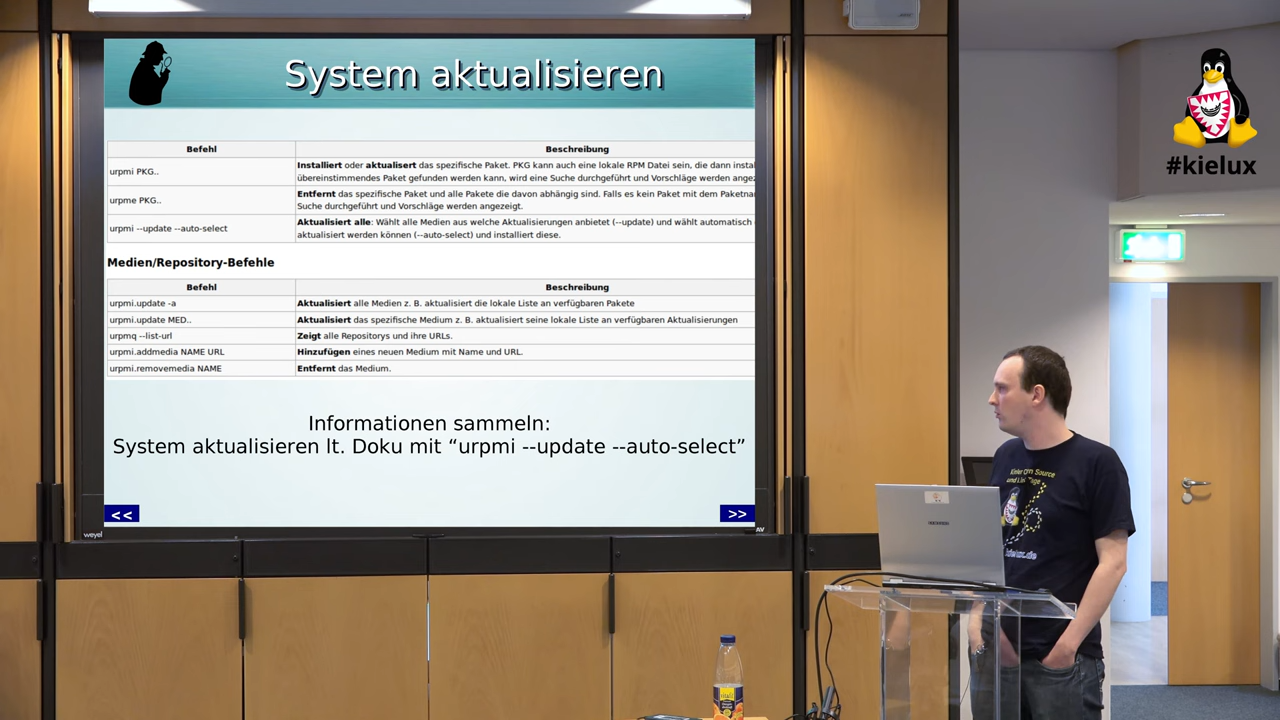 System aktualisieren
#kielux
Befehl Beschreibung
urpmi PKG.. Installiert oder aktualisert das spezifische Paket. PKG kann auch eine lokale RPM Datei sein, die dann
übereinstimmendes Paket gefunden werden kann, wird eine Suche durchgeführt und Vorschläge werden
urpme PKG.. Entfernt das spezifische Paket und alle Pakete die davon abhängig sind. Falls es kein Paket mit dem
Suche durchgeführt und Vorschläge werden angezeigt.
urpmi --update --auto-select Aktualisiert alle: Wählt alle Medien aus welche Aktualisierungen anbietet (--update) und wählt automatisch
aktualisiert werden können (--auto-select) und installiert diese.
Medien/Repository-Befehle
Befehl Beschreibung
urpmi.update -a Aktualisiert alle Medien z. B. aktualisiert die lokale Liste an verfügbaren Pakete
urpmi.update MED.. Aktualisiert das spezifische Medium z. B. aktualisiert seine lokale Liste an verfügbaren Aktualisierungen
urpmq --list-url Zeigt alle Repositorys und ihre URLs.
urpmi.addmedia NAME URL Hinzufügen eines neuen Medium mit Name und URL.
urpmi.removemedia NAME Entfernt das Medium.
Informationen sammeln:
System aktualisieren lt. Doku mit “urpmi --update --auto-select”
<< >>
weyel
AV
Source